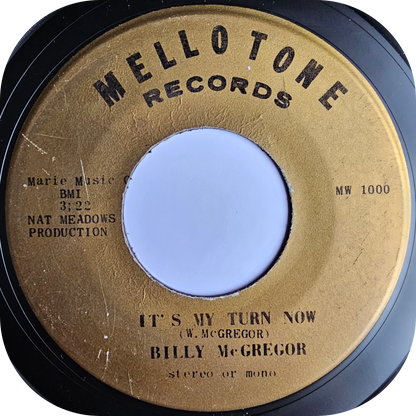 MELLOTONE
RECORDS
Marie Music
BMI
3;22
NAT MEADOWS
PRODUCTION
MW 1000
IT'S MY TURN NOW
(W. McGREGOR)
BILLY McGREGOR
stereo or mono